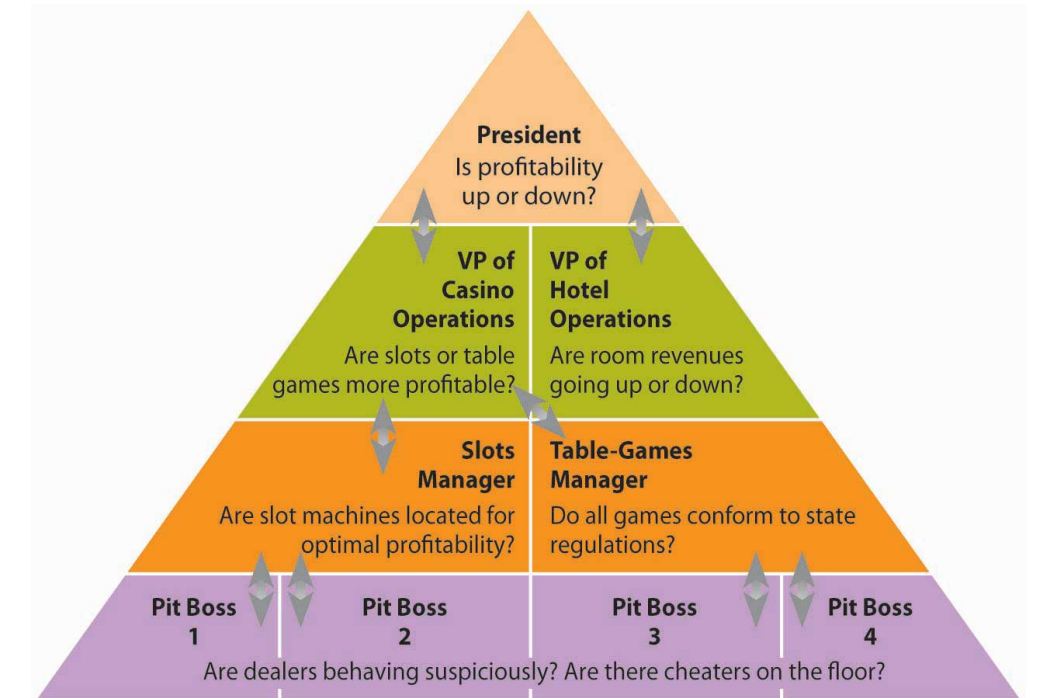 President
Is profitability
up or down?
VP of
Casino
Operations
Are slots or table
games more profitable?
VP of
Hotel
Operations
Are room revenues
going up or down?
Slots
Manager
Are slot machines located for
optimal profitability?
Table-Games
Manager
Do all games conform to state
regulations?
Pit Boss
1
Pit Boss
2
Pit Boss
3
Pit Boss
4
Are dealers behaving suspiciously? Are there cheaters on the floor?